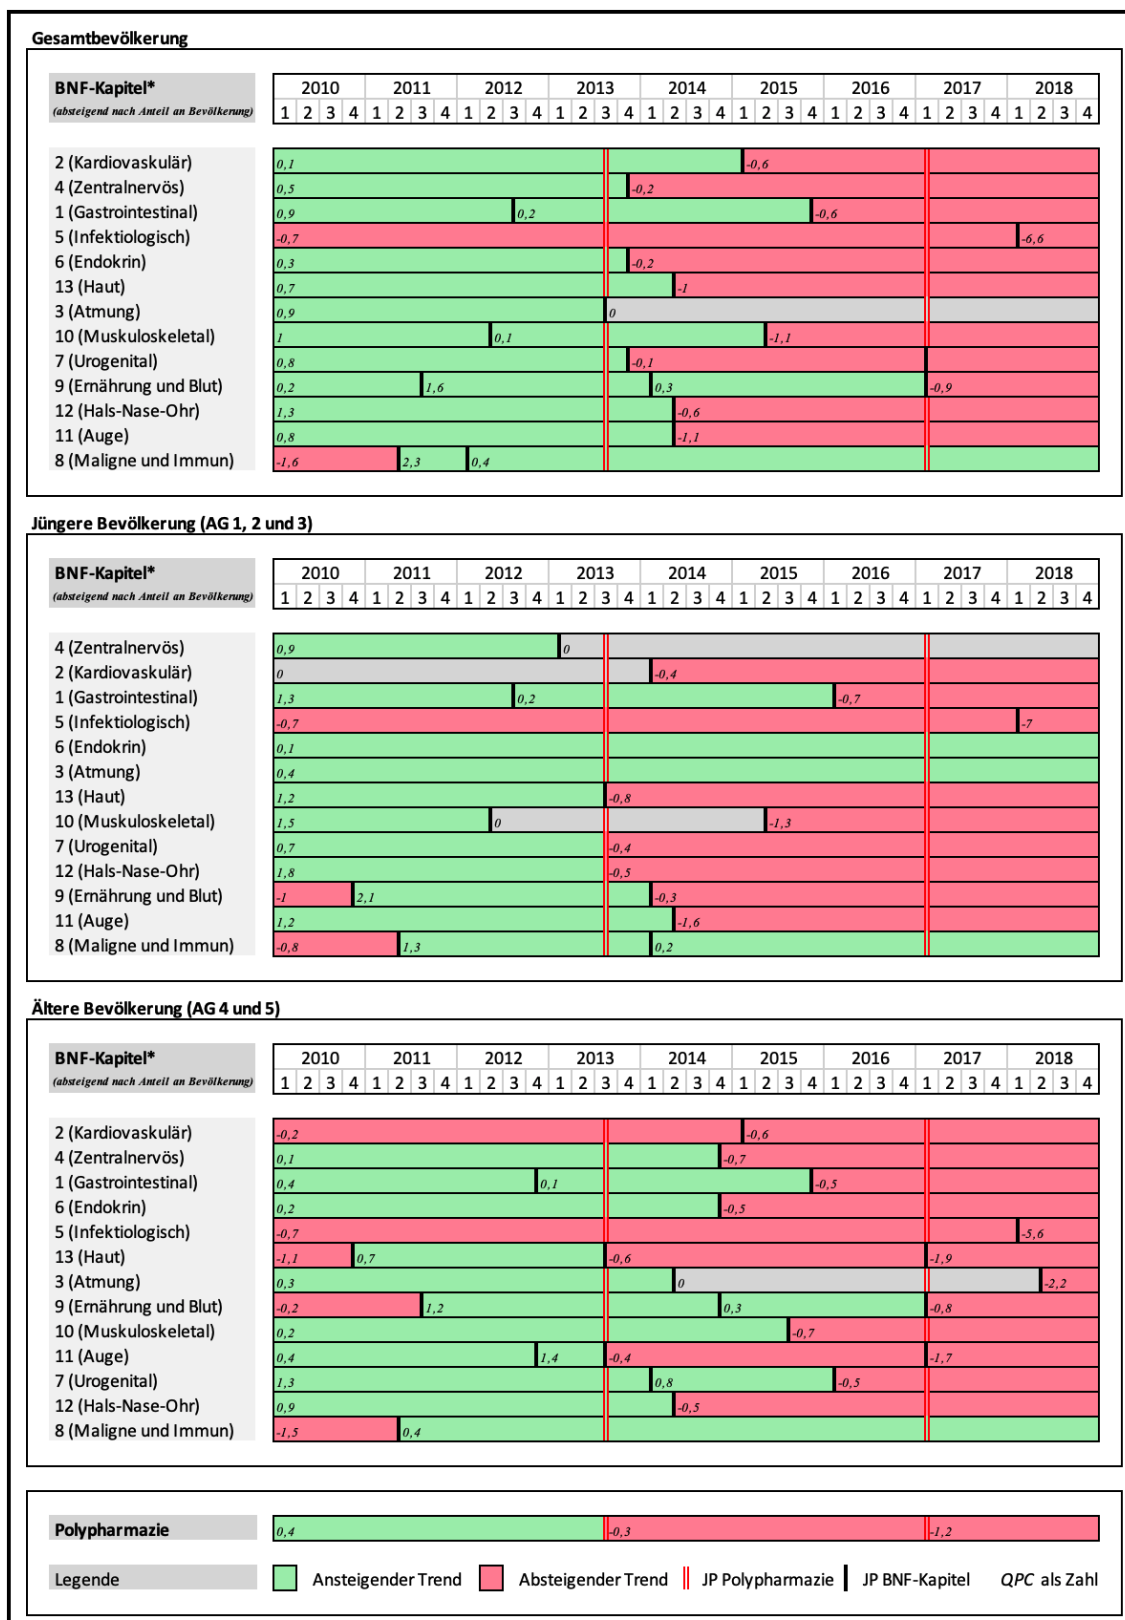 Gesamtbevölkerung
BNF-Kapitel* 2010 2011 2012 2013 2014 2015 2016 2017 2018
(absteigend nach Anteil an Bevölkerung) 1 2 3 4 1 2 3 4 1 2 3 4 1 2 3 4 1 2 3 4 1 2 3 4 1 2 3 4 1 2 3 4 1 2 3 4
2 (Kardiovaskulär) 0,1 -0,6
4 (Zentralnervös) 0,5 -0,2
1 (Gastrointestinal) 0,9 0,2 -0,6
5 (Infektiologisch) -0,7 -6,6
6 (Endokrin) 0,3 -0,2
13 (Haut) 0,7 -1
3 (Atmung) 0,9 0
10 (Muskuloskeletal) 1 0,1 -1,1
7 (Urogenital) 0,8 -0,1
9 (Ernährung und Blut) 0,2 1,6 0,3 -0,9
12 (Hals-Nase-Ohr) 1,3 -0,6
11 (Auge) 0,8 -1,1
8 (Maligne und Immun) -1,6 2,3 0,4
Jüngere Bevölkerung (AG 1, 2 und 3)
BNF-Kapitel* 2010 2011 2012 2013 2014 2015 2016 2017 2018
(absteigend nach Anteil an Bevölkerung) 1 2 3 4 1 2 3 4 1 2 3 4 1 2 3 4 1 2 3 4 1 2 3 4 1 2 3 4 1 2 3 4 1 2 3 4
4 (Zentralnervös) 0,9 0
2 (Kardiovaskulär) 0 -0,4
1 (Gastrointestinal) 1,3 0,2 -0,7
5 (Infektiologisch) -0,7 -7
6 (Endokrin) 0,1
3 (Atmung) 0,4
13 (Haut) 1,2 -0,8
10 (Muskuloskeletal) 1,5 0 -1,3
7 (Urogenital) 0,7 -0,4
12 (Hals-Nase-Ohr) 1,8 -0,5
9 (Ernährung und Blut) -1 2,1 -0,3
11 (Auge) 1,2 -1,6
8 (Maligne und Immun) -0,8 1,3 0,2
Ältere Bevölkerung (AG 4 und 5)
BNF-Kapitel* 2010 2011 2012 2013 2014 2015 2016 2017 2018
(absteigend nach Anteil an Bevölkerung) 1 2 3 4 1 2 3 4 1 2 3 4 1 2 3 4 1 2 3 4 1 2 3 4 1 2 3 4 1 2 3 4 1 2 3 4
2 (Kardiovaskulär) -0,2 -0,6
4 (Zentralnervös) 0,1 -0,7
1 (Gastrointestinal) 0,4 0,1 -0,5
6 (Endokrin) 0,2 -0,5
5 (Infektiologisch) -0,7 -5,6
13 (Haut) -1,1 0,7 -0,6 -1,9
3 (Atmung) 0,3 0 -2,2
9 (Ernährung und Blut) -0,2 1,2 0,3 -0,8
10 (Muskuloskeletal) 0,2 -0,7
11 (Auge) 0,4 1,4 -0,4 -1,7
7 (Urogenital) 1,3 0,8 -0,5
12 (Hals-Nase-Ohr) 0,9 -0,5
8 (Maligne und Immun) -1,5 0,4
Polypharmazie 0,4 -0,3 -1,2
Legende Ansteigender Trend Absteigender Trend JP Polypharmazie JP BNF-Kapitel QPC als Zahl